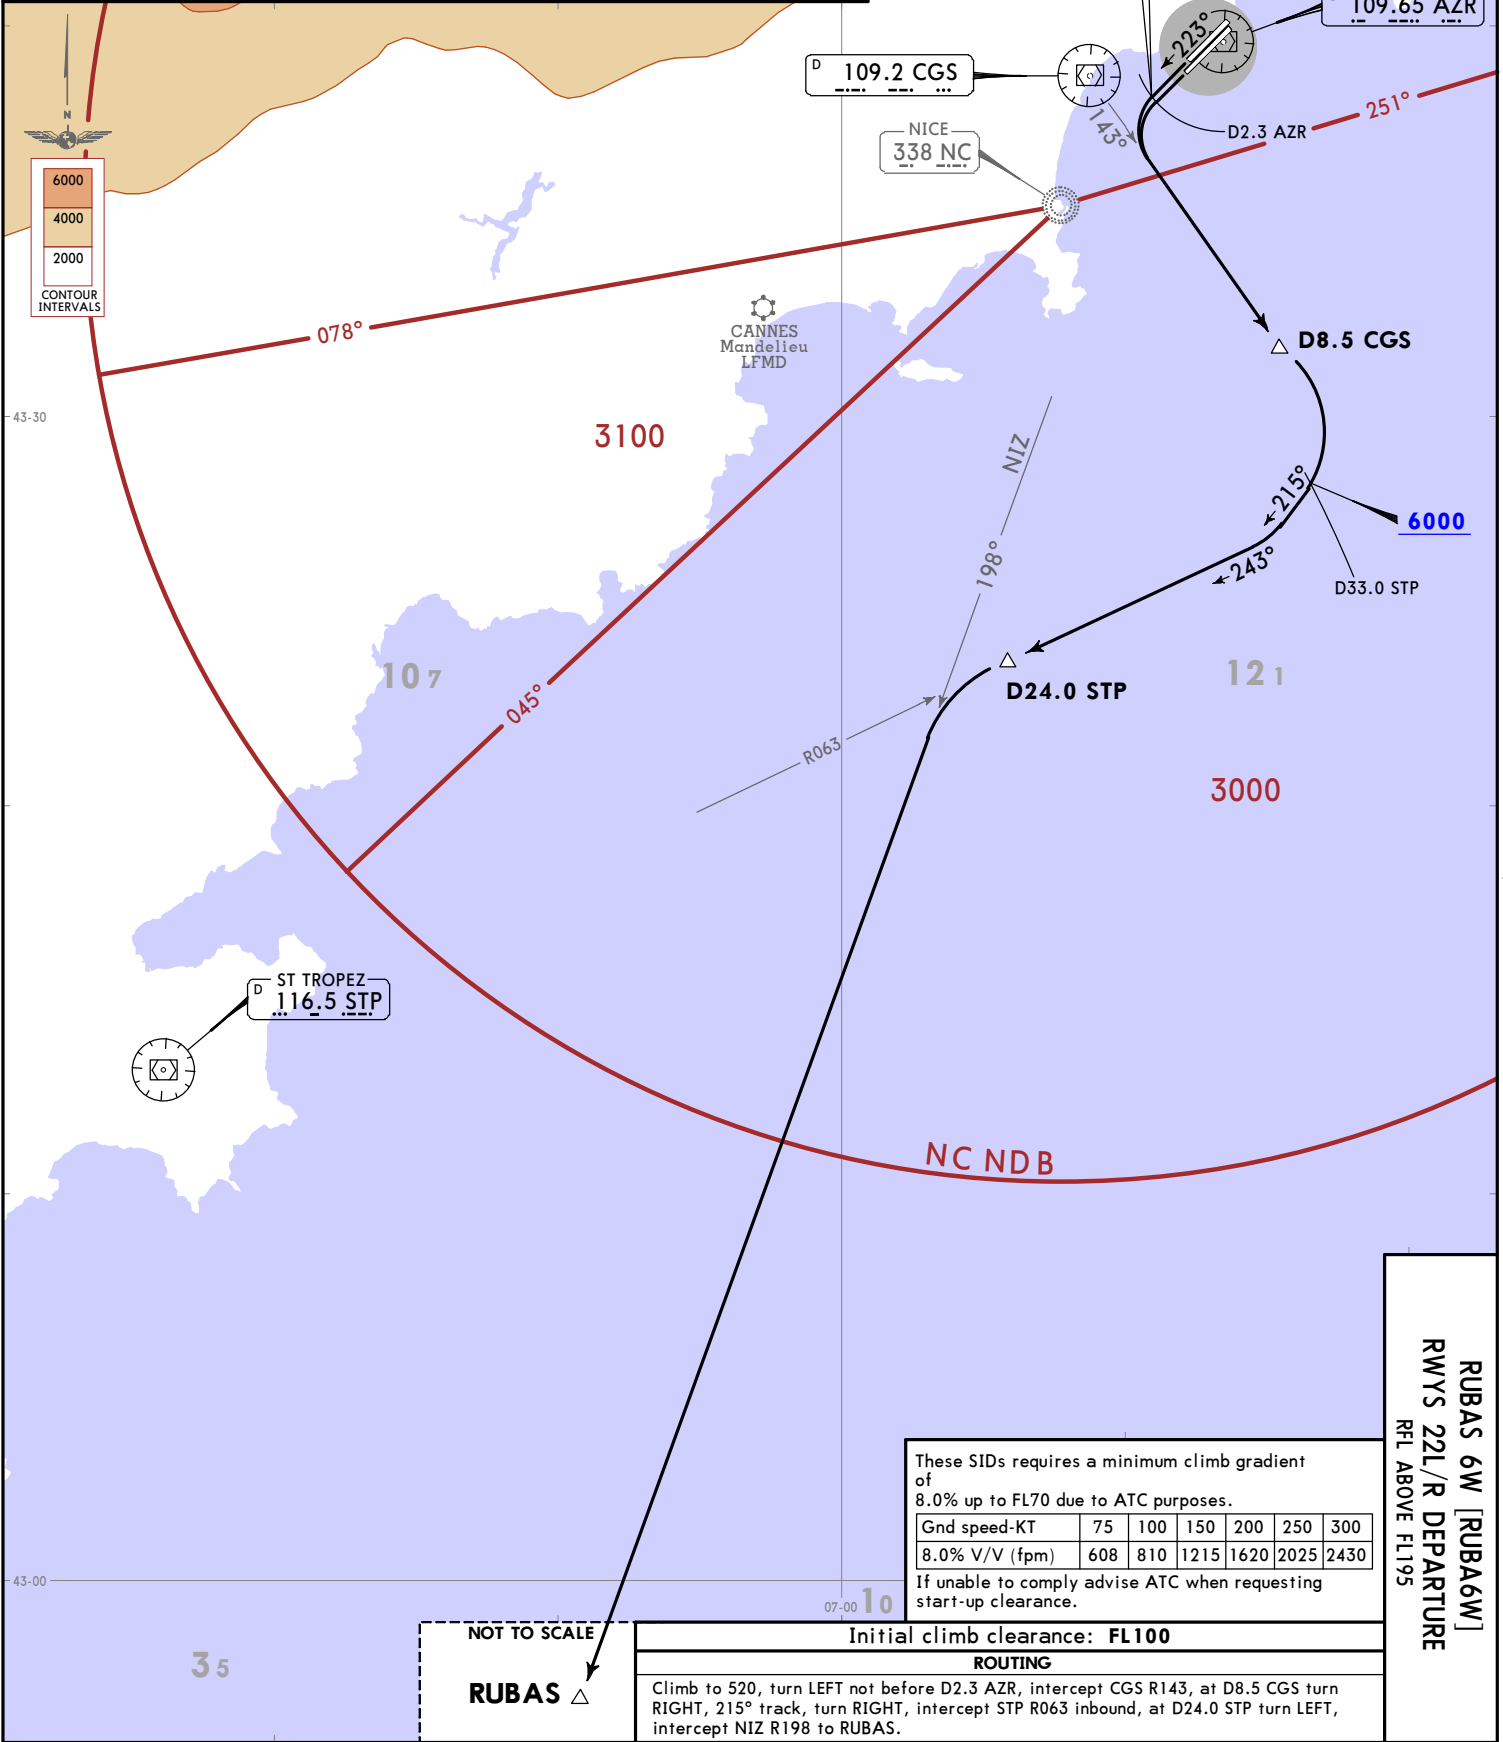 109.65 AZR
223°
D
109.2 CGS
251°
NICE
338 NC
143°
D2.3 AZR
N
6000
4000
2000
CONTOUR
INTERVALS
078°
CANNES
Mandelieu
LFMD
D8.5 CGS
43-30
3100
NIZ
215°
6000
198°
243°
D33.0 STP
10 7
12 1
D24.0 STP
045°
R063
3000
ST TROPEZ
D
116.5 STP
NC NDB
RUBAS 6W [RUBA6W]
RWYS 22L/R DEPARTURE
RFL ABOVE FL195
These SIDs requires a minimum climb gradient
of
8.0% up to FL70 due to ATC purposes.
Gnd speed-KT 75 100 150 200 250 300
8.0% V/V (fpm) 608 810 1215 1620 2025 2430
If unable to comply advise ATC when requesting
start-up clearance.
43-00
07-00
10
35
NOT TO SCALE
RUBAS
Initial climb clearance: FL100
ROUTING
Climb to 520, turn LEFT not before D2.3 AZR, intercept CGS R143, at D8.5 CGS turn
RIGHT, 215° track, turn RIGHT, intercept STP R063 inbound, at D24.0 STP turn LEFT,
intercept NIZ R198 to RUBAS.